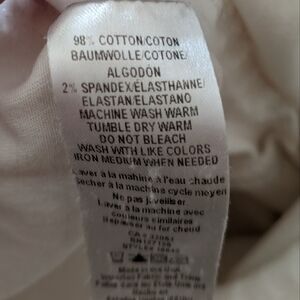 98% COTTON/COTON
BAUMWOLLE/COTONE/
ALGODÓN
2% SPANDEX/ÉLASTHANNE/
ELASTAN/ELASTANO
MACHINE WASH WARM
TUMBLE DRY WARM
DO NOT BLEACH
WASH WITH LIKE COLORS
IRON MEDIUM WHEN NEEDED
Laver à la machine à l'eau chaude
Sécher à la machine cycle moyen
Ne pas javelliser
Laver à la machine avec
couleurs similaires
Repasser au fer chaud